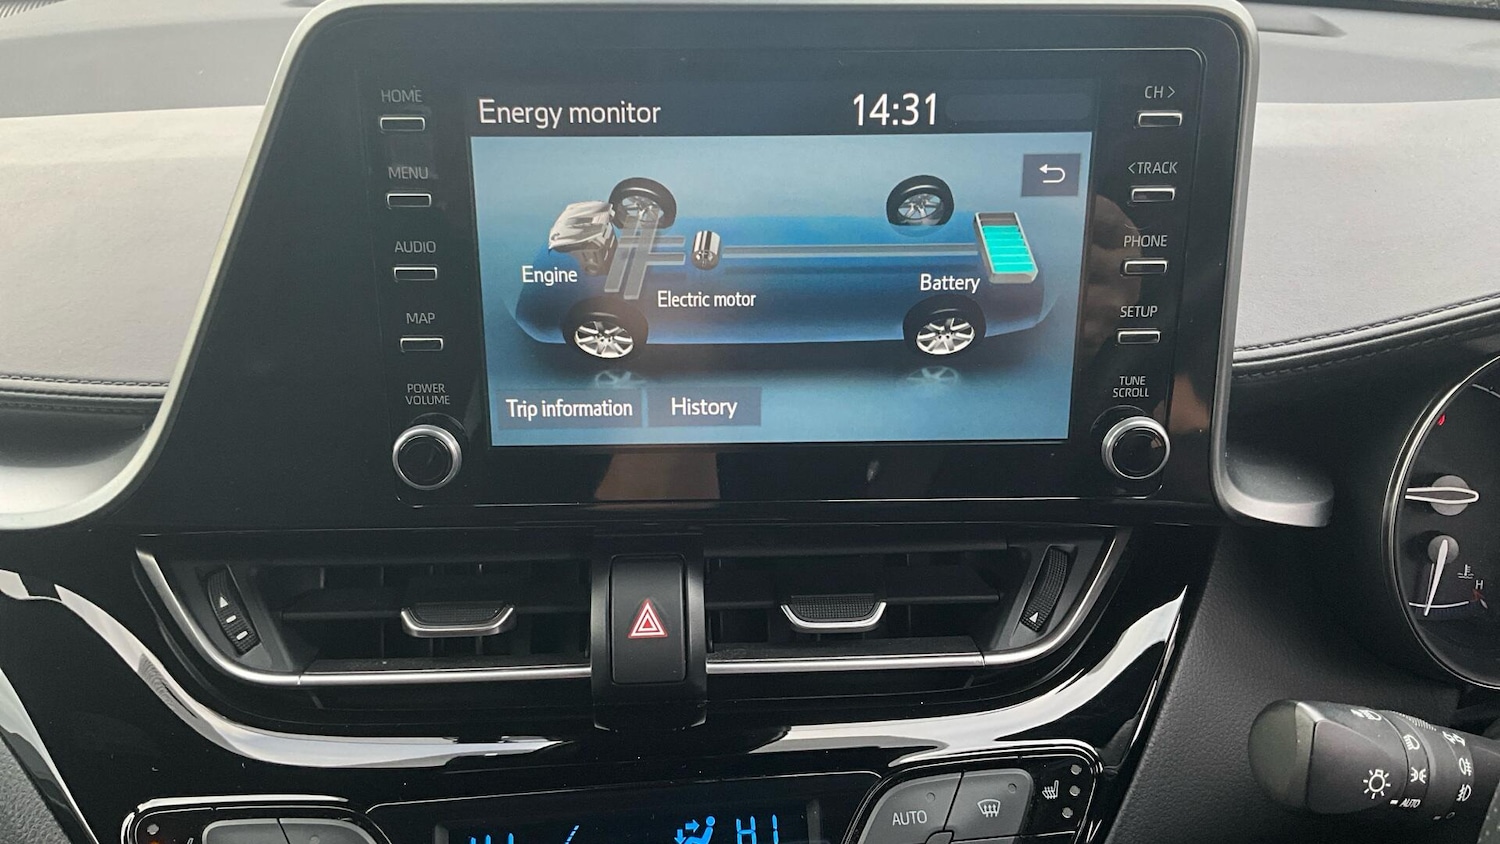 HOME
MENU
AUDIO
MAP
POWER
VOLUME
Energy monitor 14:31
Engine
Electric motor
Battery
Trip information History
CH >
<TRACK
PHONE
SETUP
TUNE
SCROLL
H
AUTO
HI
AUTO